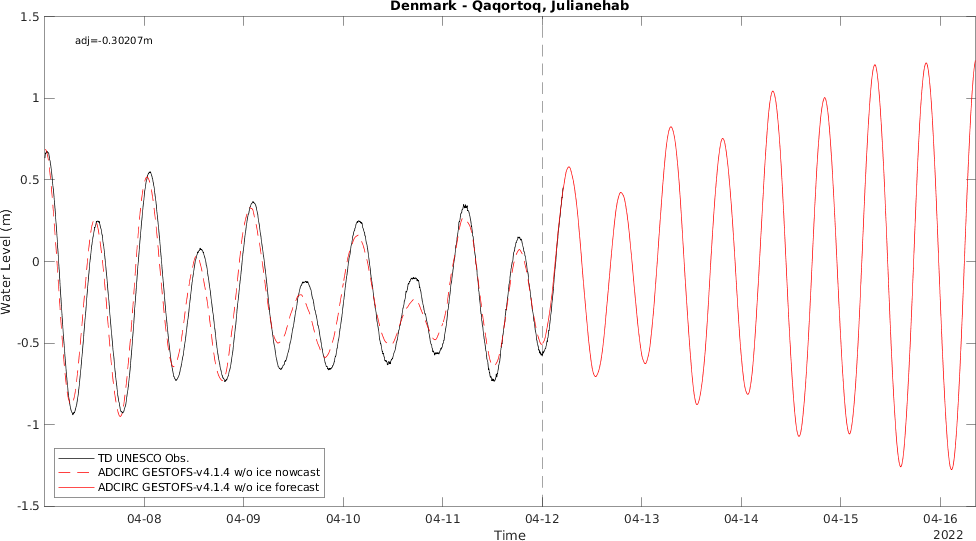 Denmark - Qaqortoq, Julianehab
adj=-0.30207m
1.5
1
0.5
0
-0.5
-1
-1.5
Water Level (m)
TD UNESCO Obs.
ADCIRC GESTOFS-v4.1.4 w/o ice nowcast
ADCIRC GESTOFS-v4.1.4 w/o ice forecast
04-08 04-09 04-10 04-11 04-12 04-13 04-14 04-15 04-16
Time
2022